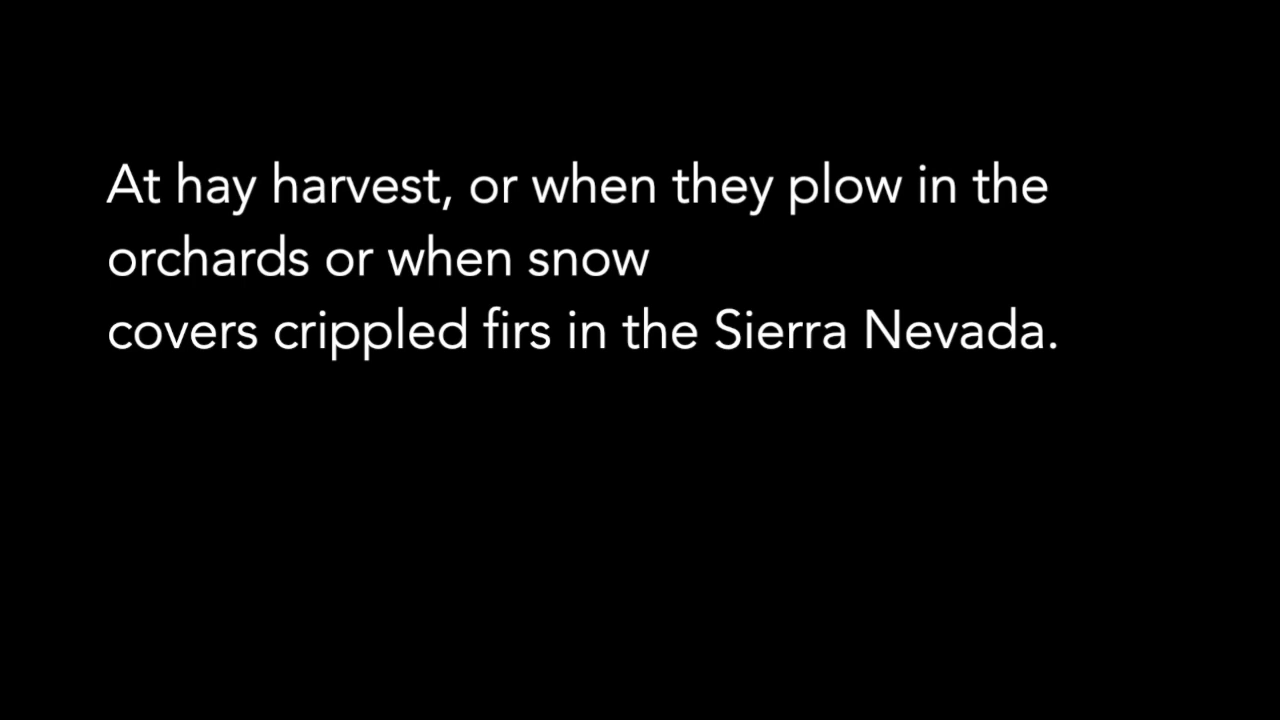 At hay harvest, or when they plow in the
orchards or when snow
covers crippled firs in the Sierra Nevada.